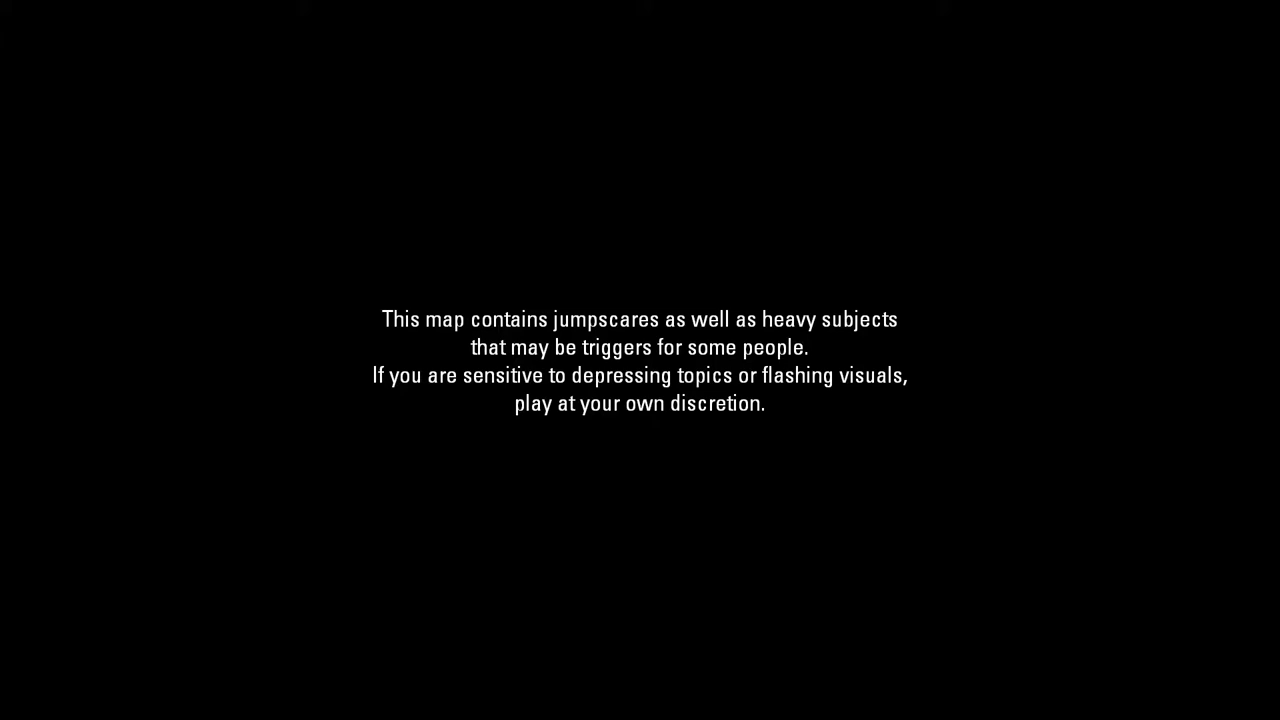 This map contains jumpscares as well as heavy subjects
that may be triggers for some people.
If you are sensitive to depressing topics or flashing visuals,
play at your own discretion.